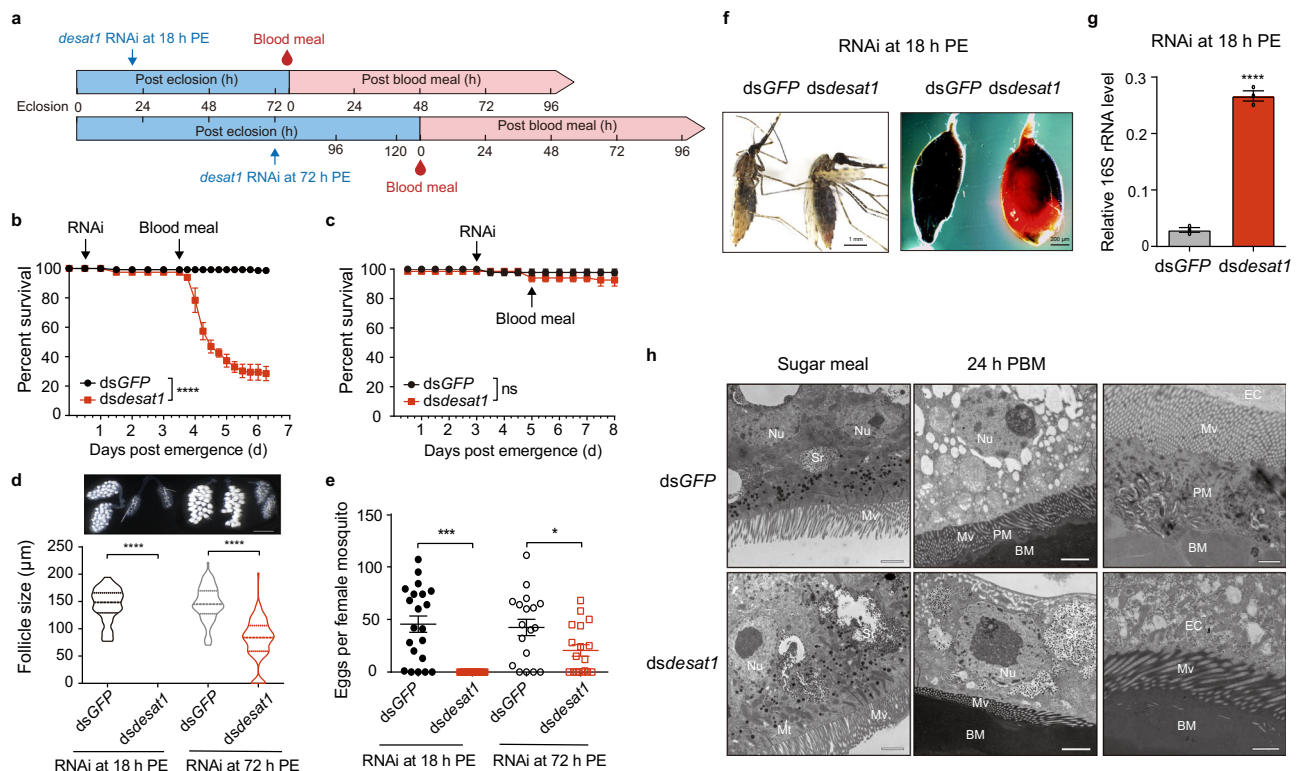 a
desat1 RNAi at 18 h PE
Blood meal
Post eclosion (h)
Post blood meal (h)
Eclosion 0 24 48 72 0 24 48 72 96
Post eclosion (h)
Post blood meal (h)
96 120 0 24 48 72 96
desat1 RNAi at 72 h PE
Blood meal
b
RNAi
Blood meal
Percent survival
100
80
60
40
20
0
dsGFP
dsdesat1
****
0 1 2 3 4 5 6 7
Days post emergence (d)
c
RNAi
Blood meal
Percent survival
100
80
60
40
20
0
dsGFP
dsdesat1
ns
0 1 2 3 4 5 6 7 8
Days post emergence (d)
d
Follicle size (µm)
250
200
150
100
50
0
****
****
dsGFP
dsdesat1
dsGFP
dsdesat1
RNAi at 18 h PE
RNAi at 72 h PE
e
Eggs per female mosquito
150
100
50
0
***
*
dsGFP
dsdesat1
dsGFP
dsdesat1
RNAi at 18 h PE
RNAi at 72 h PE
f
RNAi at 18 h PE
dsGFP dsdesat1
dsGFP dsdesat1
1 mm
200 µm
g
RNAi at 18 h PE
Relative 16S rRNA level
0.3
0.2
0.1
0
****
dsGFP dsdesat1
h
Sugar meal
24 h PBM
dsGFP
Nu
Nu
Sr
Mv
Nu
Mv
PM
BM
EC
Mv
PM
BM
dsdesat1
Sr
Nu
Mt
Mv
Sr
Nu
Mv
BM
EC
Mv
BM